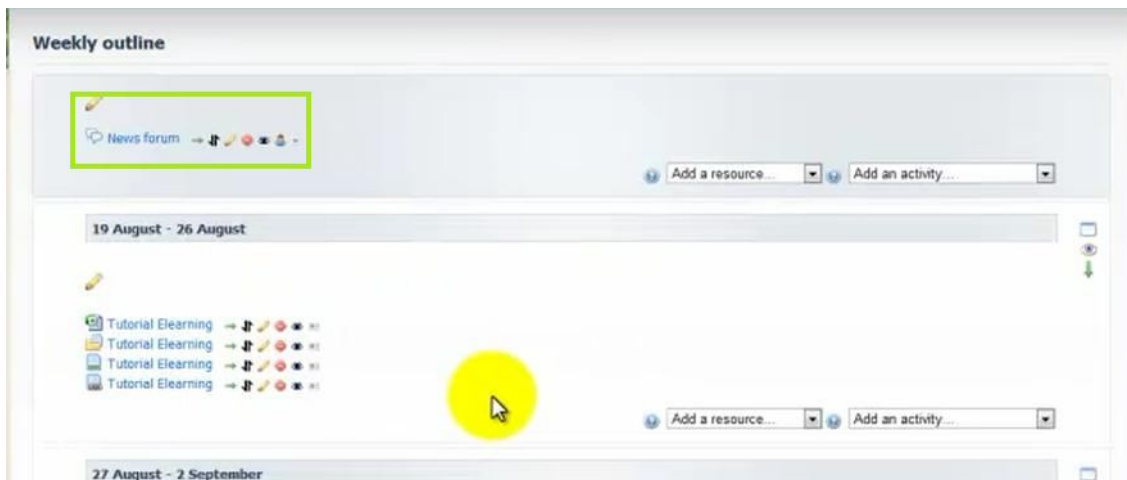 Weekly outline
News forum
Add a resource... Add an activity...
19 August - 26 August
Tutorial Elearning
Tutorial Elearning
Tutorial Elearning
Tutorial Elearning
Add a resource... Add an activity...
27 August - 2 September